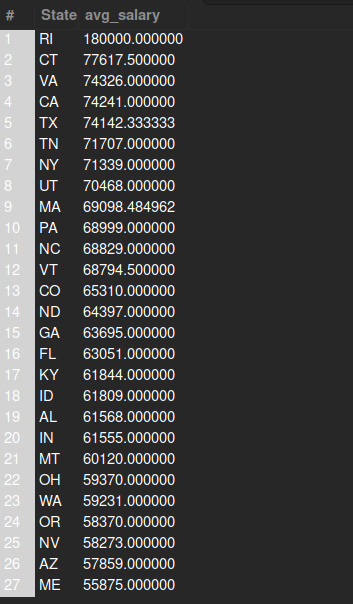 # State avg_salary
1 RI 180000.000000
2 CT 77617.500000
3 VA 74326.000000
4 CA 74241.000000
5 TX 74142.333333
6 TN 71707.000000
7 NY 71339.000000
8 UT 70468.000000
9 MA 69098.484962
10 PA 68999.000000
11 NC 68829.000000
12 VT 68794.500000
13 CO 65310.000000
14 ND 64397.000000
15 GA 63695.000000
16 FL 63051.000000
17 KY 61844.000000
18 ID 61809.000000
19 AL 61568.000000
20 IN 61555.000000
21 MT 60120.000000
22 OH 59370.000000
23 WA 59231.000000
24 OR 58370.000000
25 NV 58273.000000
26 AZ 57859.000000
27 ME 55875.000000